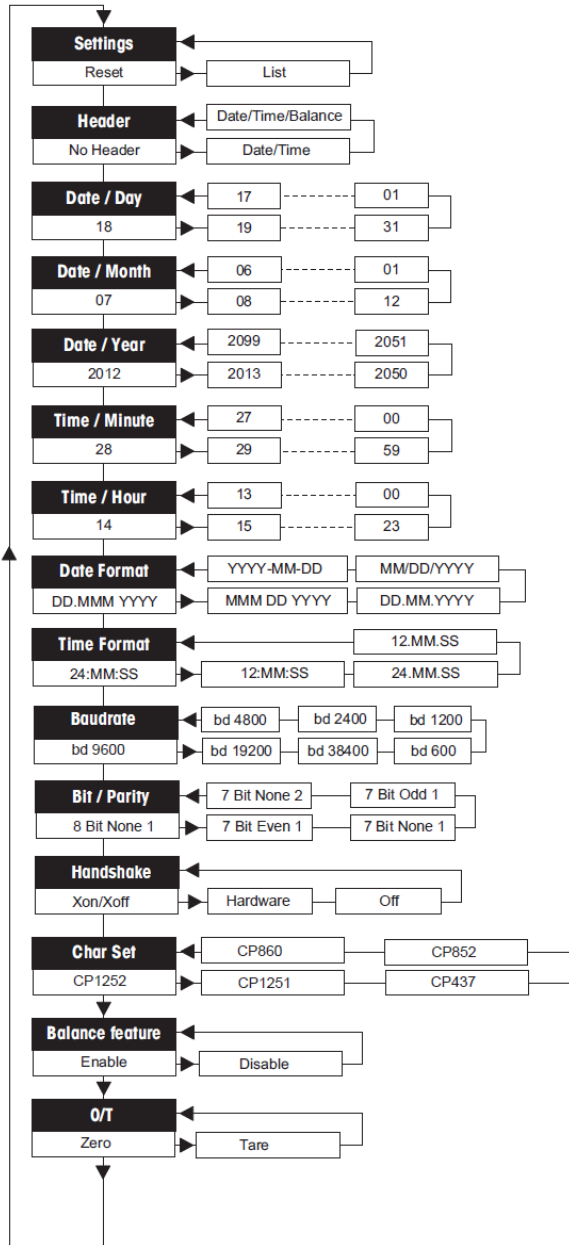 Settings
Reset List
Header Date/Time/Balance
No Header Date/Time
Date / Day 17 01
18 19 31
Date / Month 06 01
07 08 12
Date / Year 2099 2051
2012 2013 2050
Time / Minute 27 00
28 29 59
Time / Hour 13 00
14 15 23
Date Format YYYY-MM-DD MM/DD/YYYY
DD.MMM YYYY MMM DD YYYY DD.MM.YYYY
Time Format 12.MM.SS
24:MM:SS 12:MM:SS 24.MM.SS
Baudrate bd 4800 bd 2400 bd 1200
bd 9600 bd 19200 bd 38400 bd 600
Bit / Parity 7 Bit None 2 7 Bit Odd 1
8 Bit None 1 7 Bit Even 1 7 Bit None 1
Handshake
Xon/Xoff Hardware Off
Char Set CP860 CP852
CP1252 CP1251 CP437
Balance feature
Enable Disable
O/T
Zero Tare